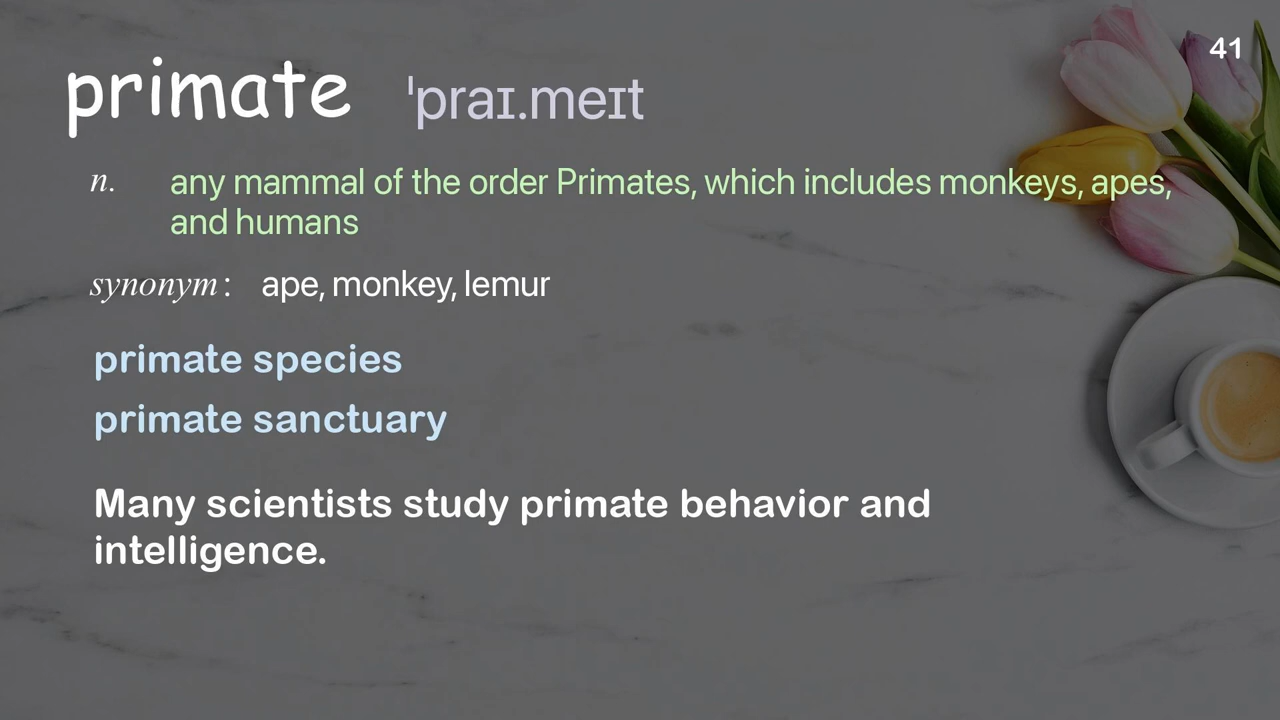 41
primate ˈpraɪ.meɪt
n. any mammal of the order Primates, which includes monkeys, apes,
and humans
synonym: ape, monkey, lemur
primate species
primate sanctuary
Many scientists study primate behavior and
intelligence.